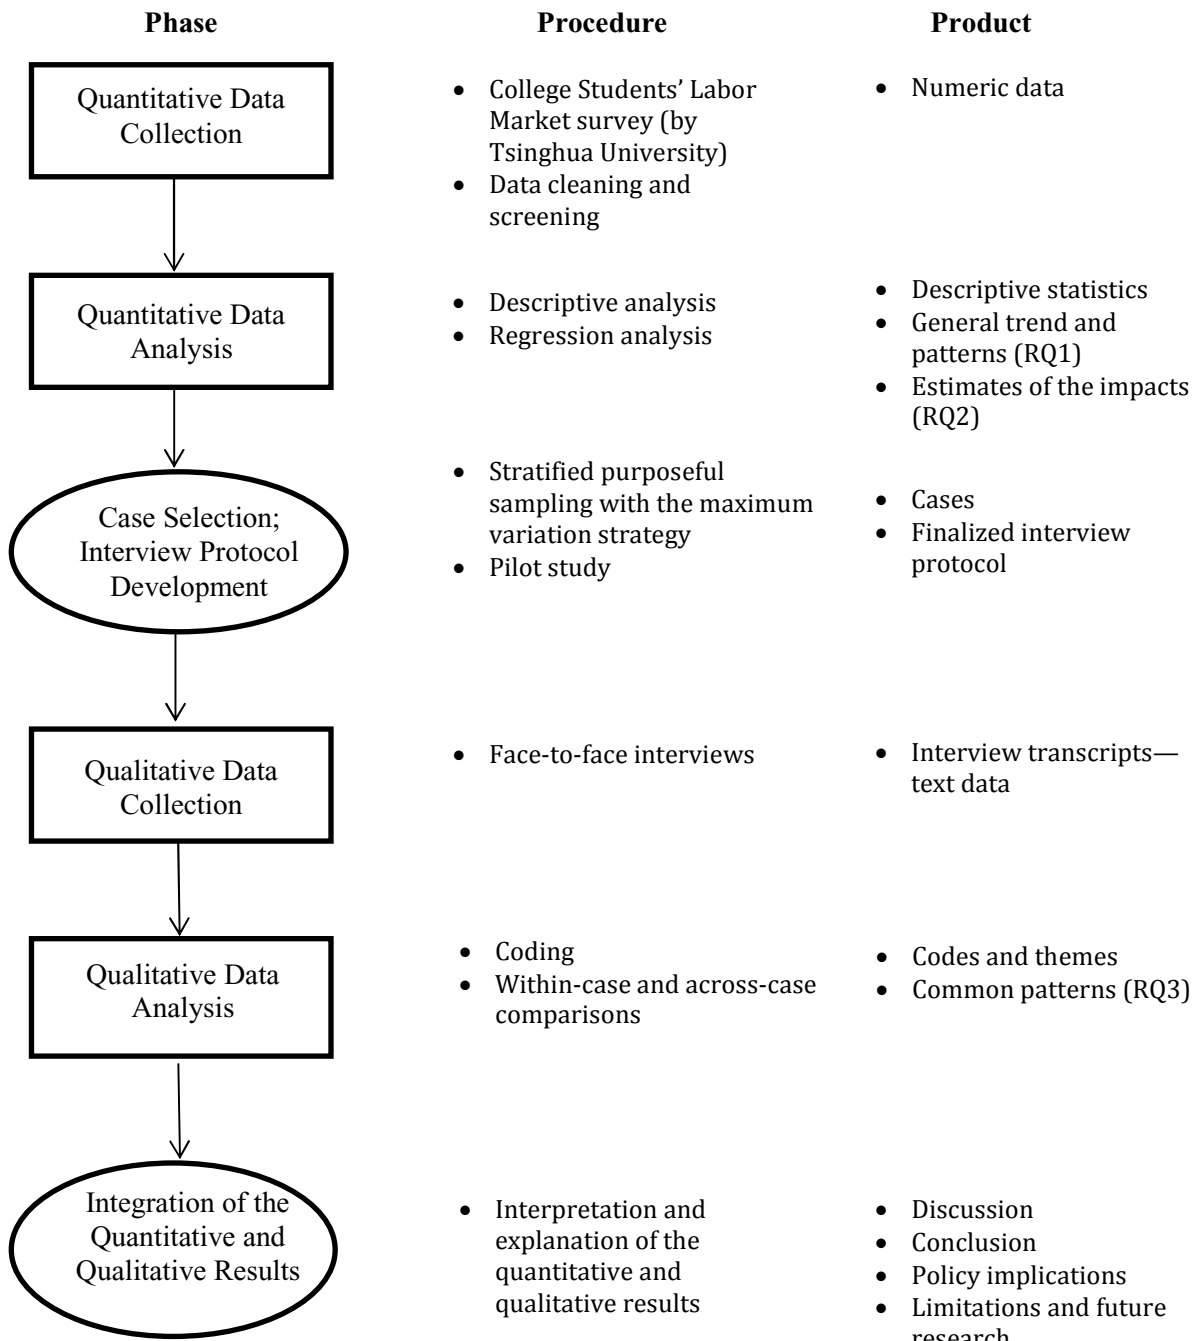 Phase
Procedure
Product
Quantitative Data
Collection
• College Students’ Labor
Market survey (by
Tsinghua University)
• Data cleaning and
screening
• Numeric data
Quantitative Data
Analysis
• Descriptive analysis
• Regression analysis
• Descriptive statistics
• General trend and
patterns (RQ1)
• Estimates of the impacts
(RQ2)
Case Selection;
Interview Protocol
Development
• Stratified purposeful
sampling with the maximum
variation strategy
• Pilot study
• Cases
• Finalized interview
protocol
Qualitative Data
Collection
• Face-to-face interviews
• Interview transcripts—
text data
Qualitative Data
Analysis
• Coding
• Within-case and across-case
comparisons
• Codes and themes
• Common patterns (RQ3)
Integration of the
Quantitative and
Qualitative Results
• Interpretation and
explanation of the
quantitative and
qualitative results
• Discussion
• Conclusion
• Policy implications
• Limitations and future
research